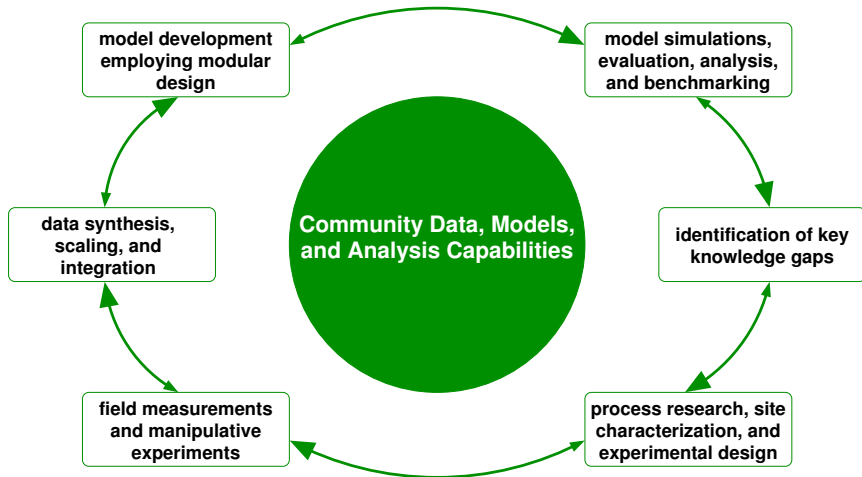 model development
employing modular
design
model simulations,
evaluation, analysis,
and benchmarking
data synthesis,
scaling, and
integration
Community Data, Models,
and Analysis Capabilities
identification of key
knowledge gaps
field measurements
and manipulative
experiments
process research, site
characterization, and
experimental design